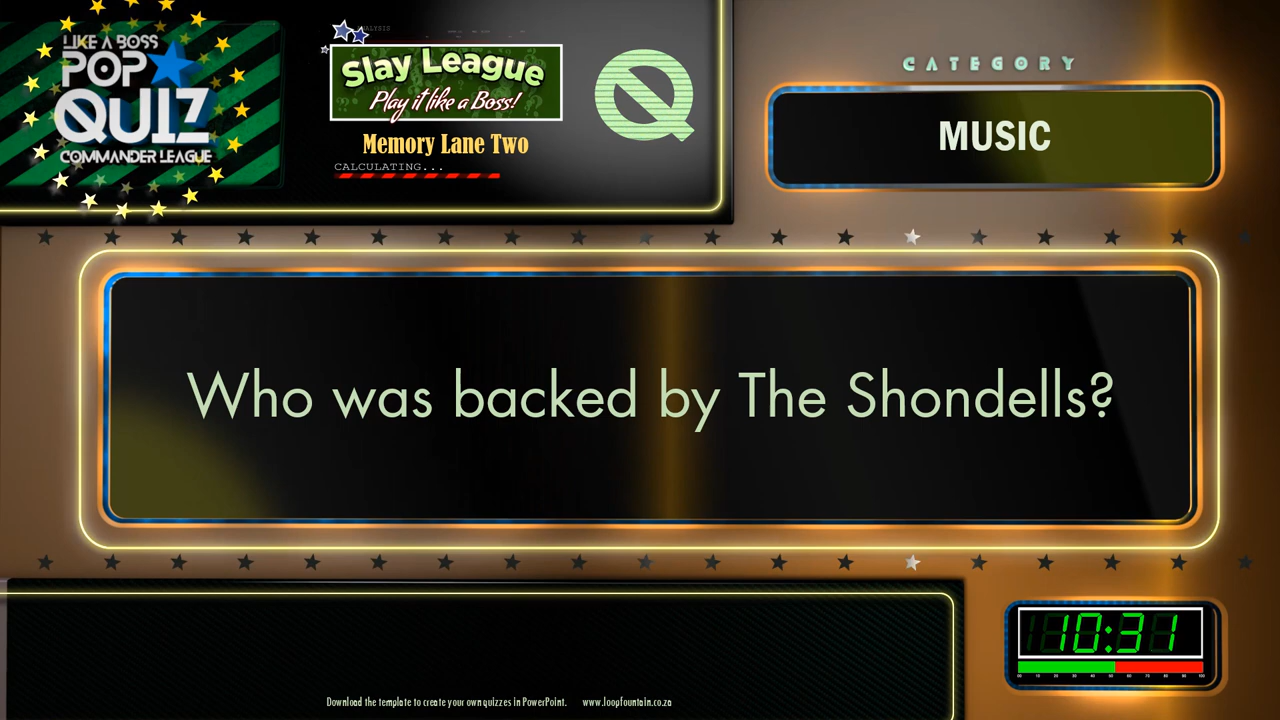 LIKE A BOSS
POP
QUIZ
COMMANDER LEAGUE
ANALYSIS
Slay League
Play it like a Boss!
Memory Lane Two
CALCULATING...
Q
CATEGORY
MUSIC
Who was backed by The Shondells?
10:31
Download the template to create your own quizzes in PowerPoint. www.loopfountain.co.za